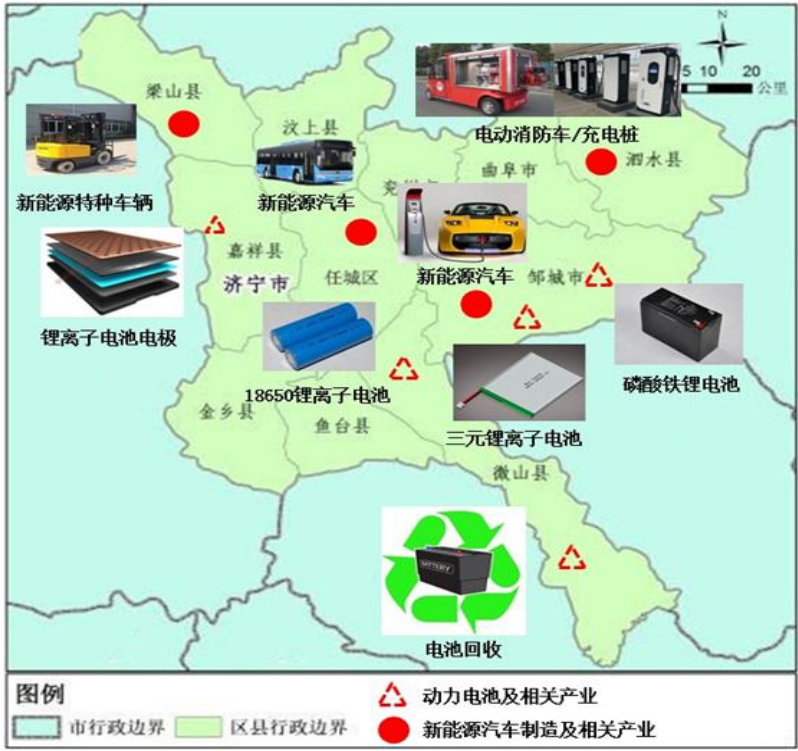 N
5 10 20
公里
梁山县
汶上县
电动消防车/充电桩
曲阜市
泗水县
兖州
新能源特种车辆
新能源汽车
嘉祥县
济宁市
任城区
新能源汽车
邹城市
锂离子电池电极
18650锂离子电池
磷酸铁锂电池
金乡县
鱼台县
三元锂离子电池
微山县
BATTERY
电池回收
图例
动力电池及相关产业
市行政边界
区县行政边界
新能源汽车制造及相关产业